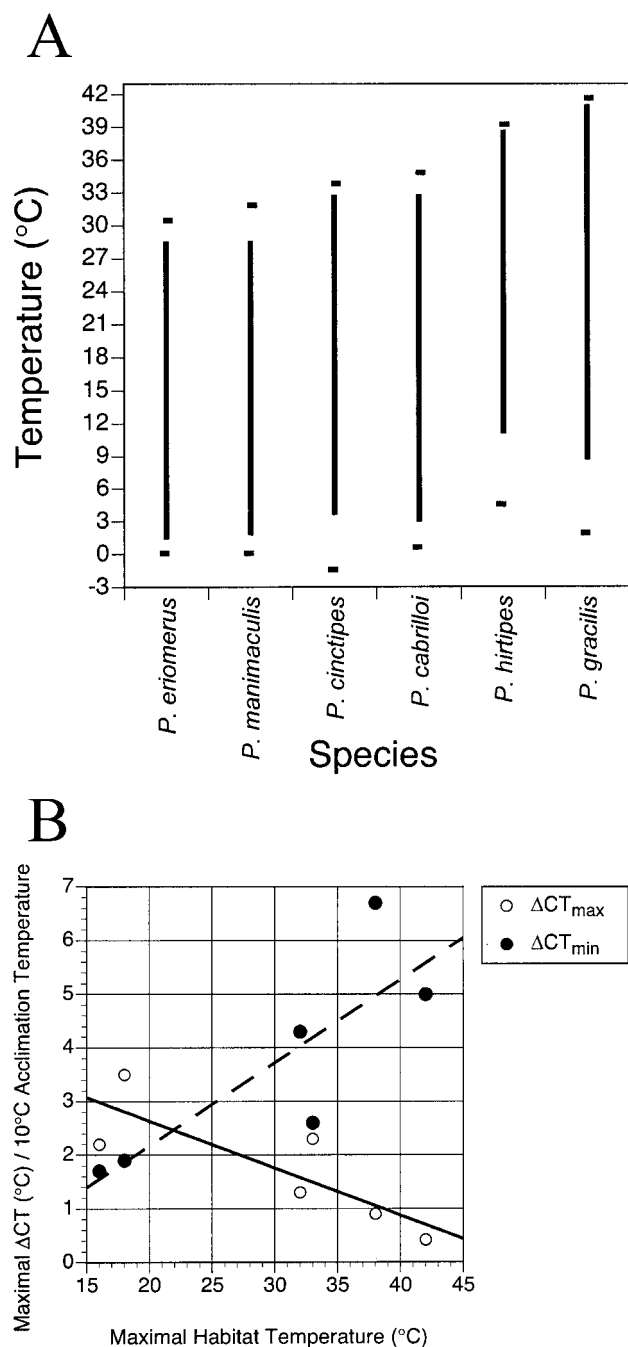 A
Temperature (°C)
42
39
36
33
30
27
24
21
18
15
12
9
6
3
0
-3
P. eriomerus
P. manimaculis
P. cinctipes
P. cabrilloi
P. hirtipes
P. gracilis
Species
B
Maximal ΔCT (°C) / 10°C Acclimation Temperature
7
6
5
4
3
2
1
0
15
20
25
30
35
40
45
Maximal Habitat Temperature (°C)
ΔCTmax
ΔCTmin